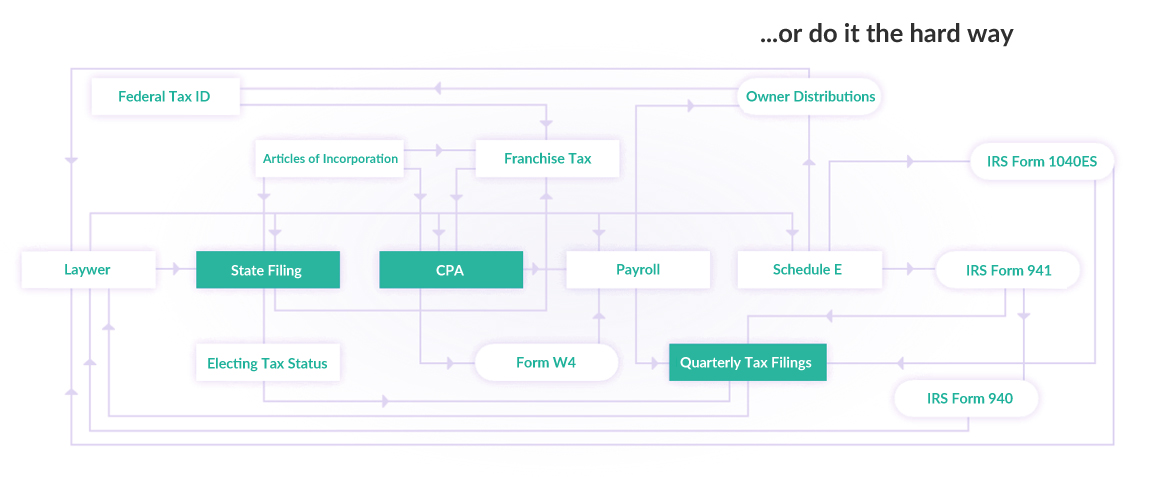 ...or do it the hard way
Federal Tax ID
Owner Distributions
Articles of Incorporation
Franchise Tax
IRS Form 1040ES
Laywer
State Filing
CPA
Payroll
Schedule E
IRS Form 941
Electing Tax Status
Form W4
Quarterly Tax Filings
IRS Form 940